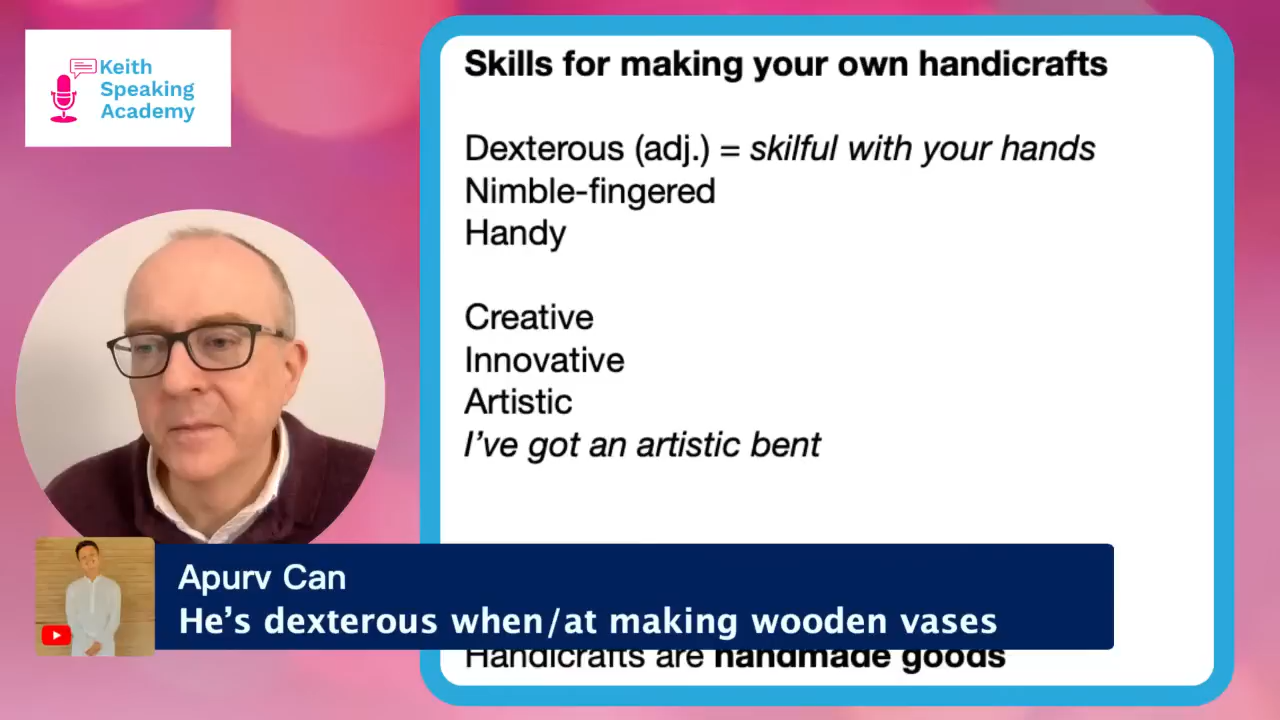 Keith
Speaking
Academy
Skills for making your own handicrafts
Dexterous (adj.) = skilful with your hands
Nimble-fingered
Handy
Creative
Innovative
Artistic
I've got an artistic bent
Apurv Can
He's dexterous when/at making wooden vases
Handicrafts are handmade goods